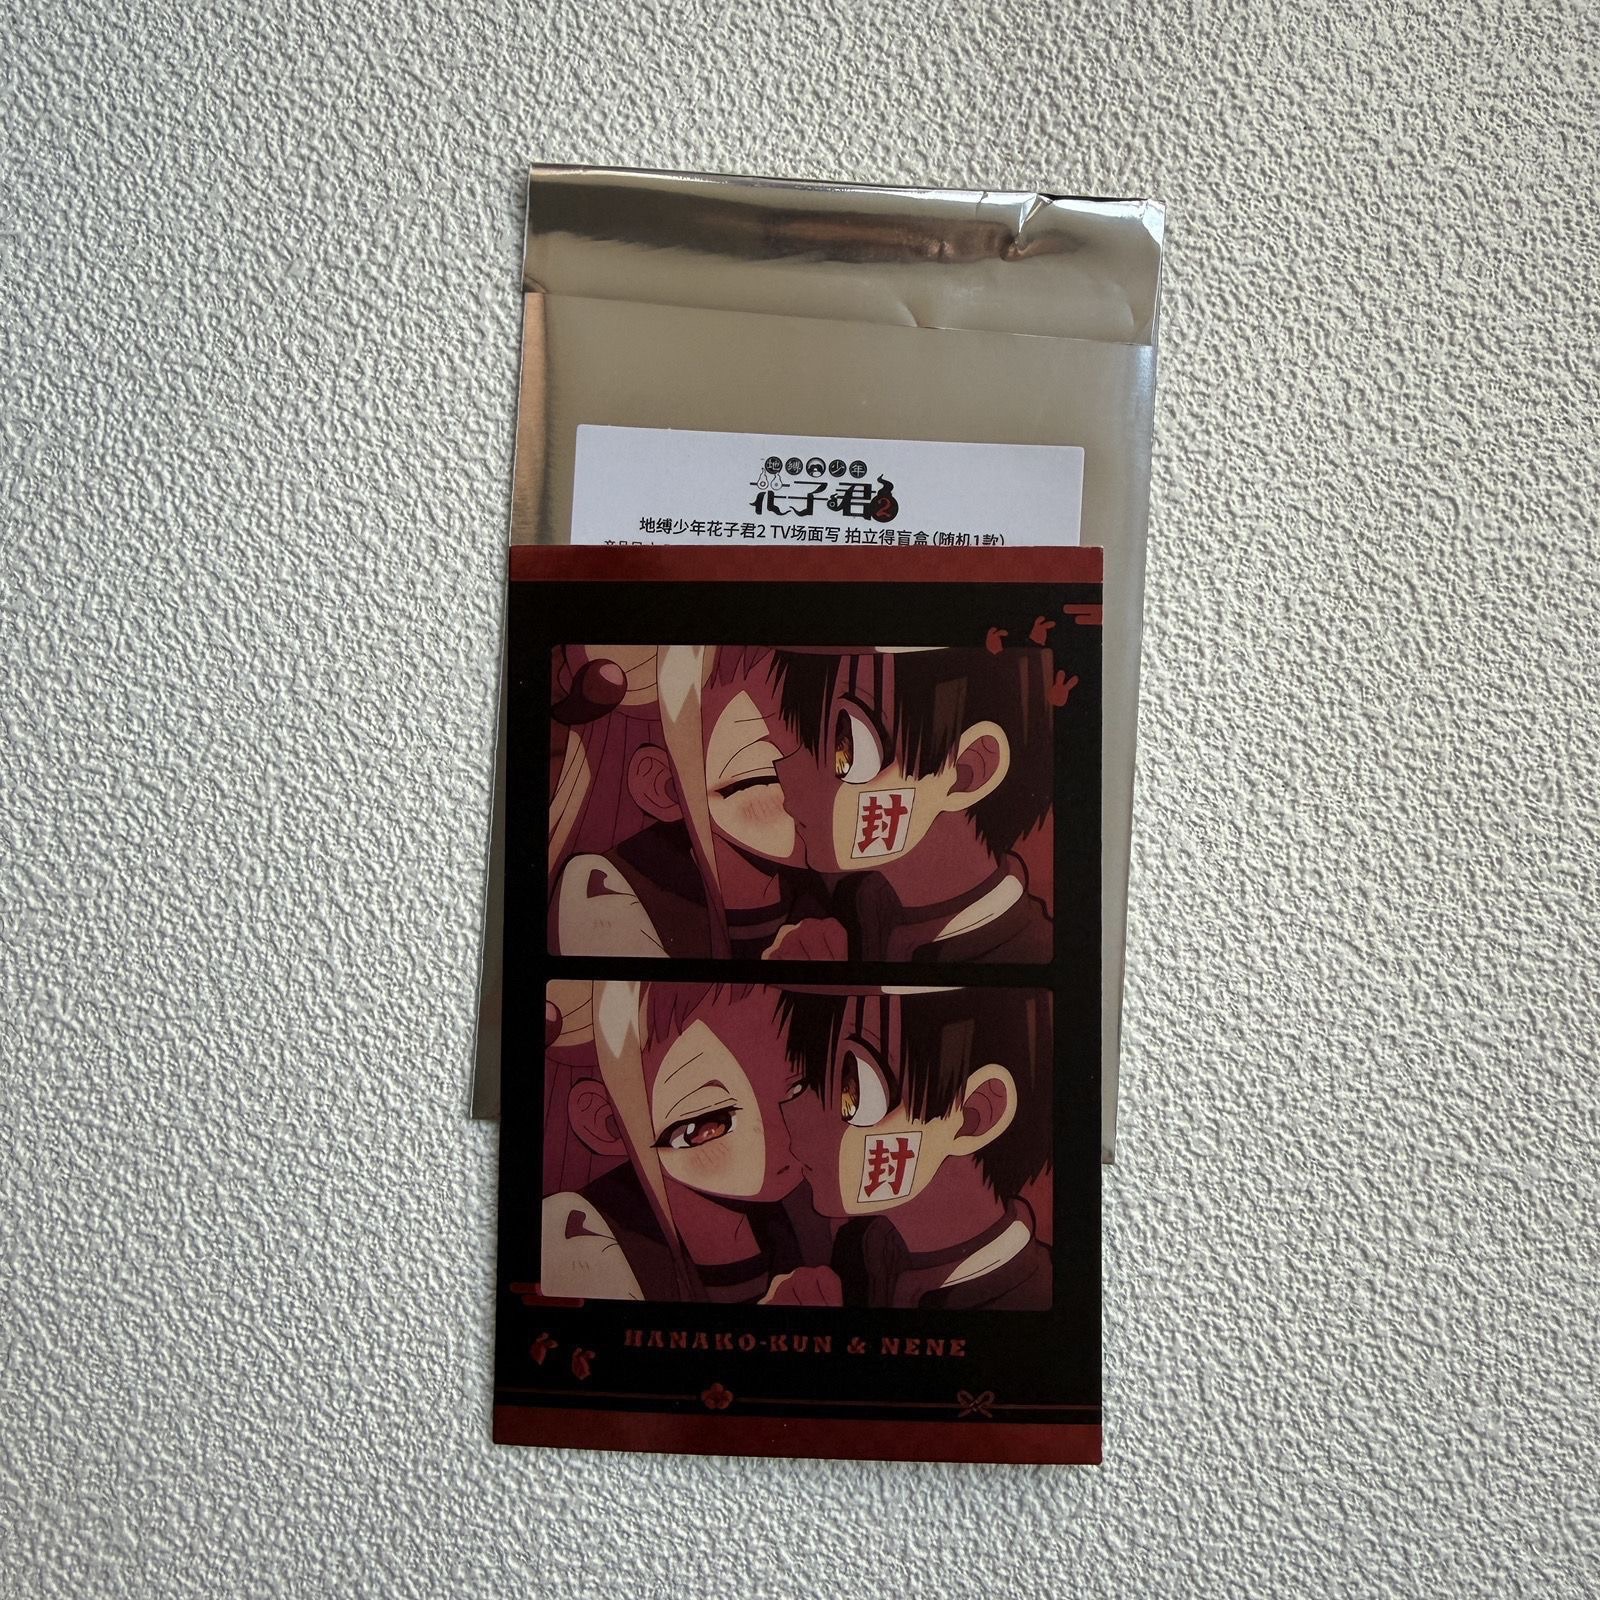 地缚少年
花子君2
地缚少年花子君2 TV场面写 拍立得盲盒(随机1款)
封
封
HANAKO-KUN & NENE